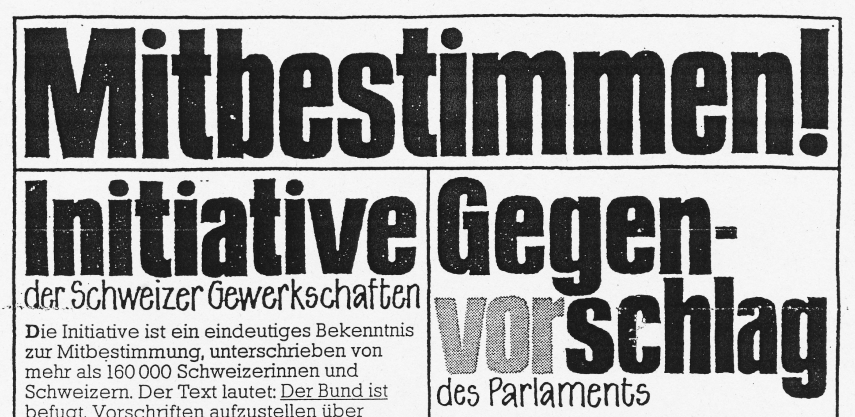 Mitbestimmen!
Initiative
der Schweizer Gewerkschaften
Die Initiative ist ein eindeutiges Bekenntnis
zur Mitbestimmung, unterschrieben von
mehr als 160 000 Schweizerinnen und
Schweizern. Der Text lautet: Der Bund ist
befugt, Vorschriften aufzustellen über
Gegen-
vorschlag
des Parlaments